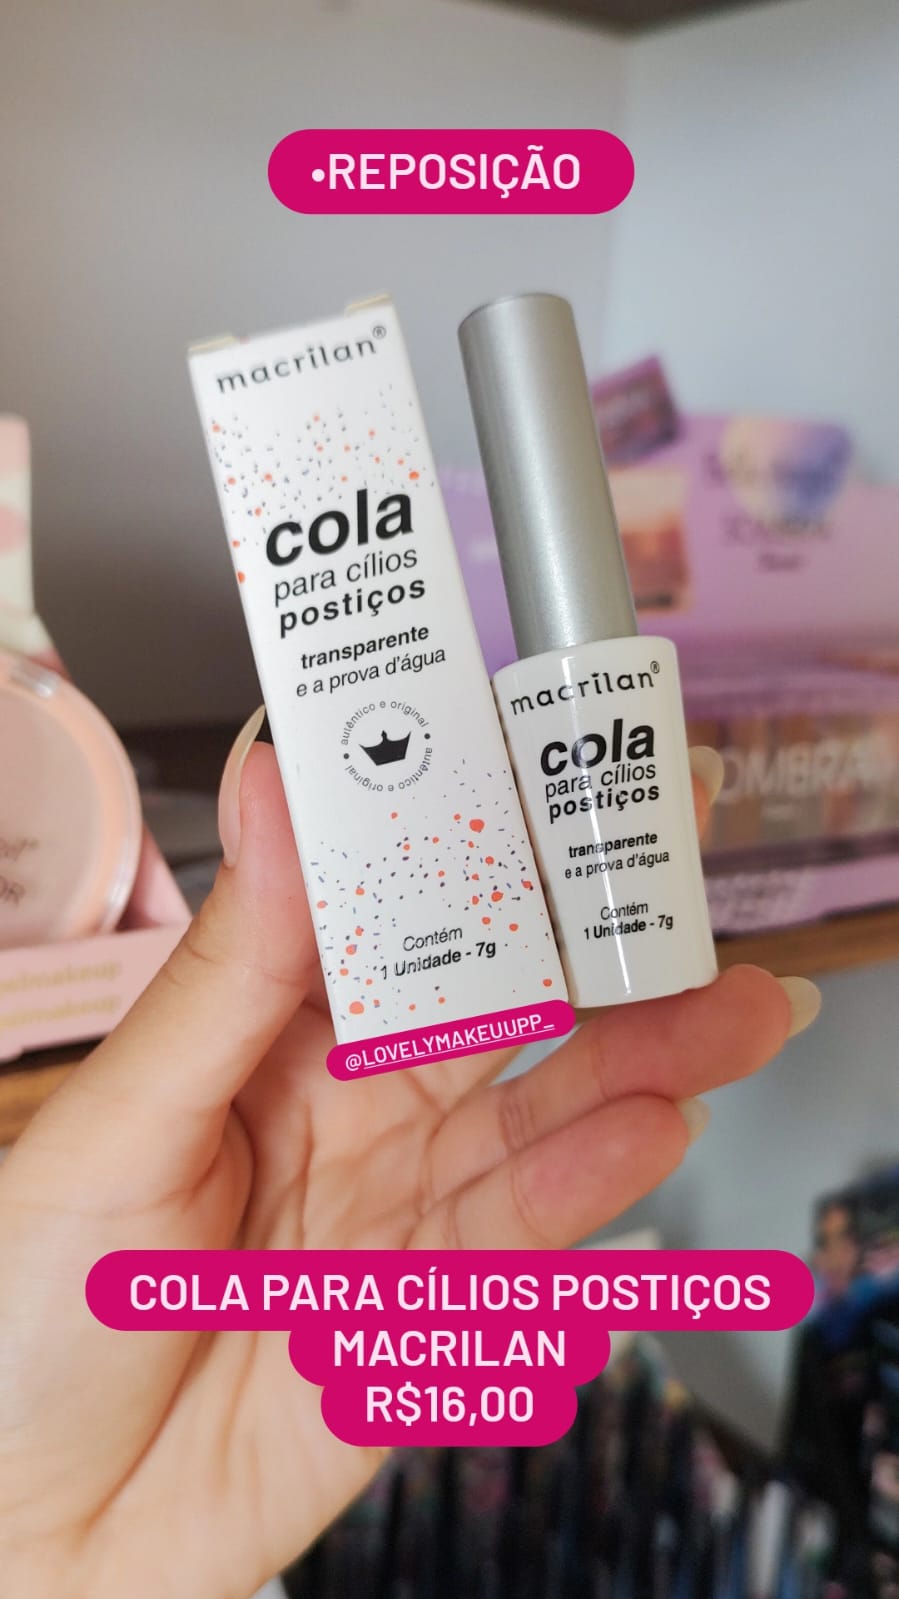 •REPOSIÇÃO
macrilan®
cola
para cílios
postiços
transparente
e a prova d'água
autêntico e original • autêntico e original •
Contém
1 Unidade - 7g
macrilan®
cola
para cílios
postiços
transparente
e a prova d'água
Contém
1 Unidade - 7g
@LOVELYMAKEUUPP_
COLA PARA CÍLIOS POSTIÇOS
MACRILAN
R$16,00